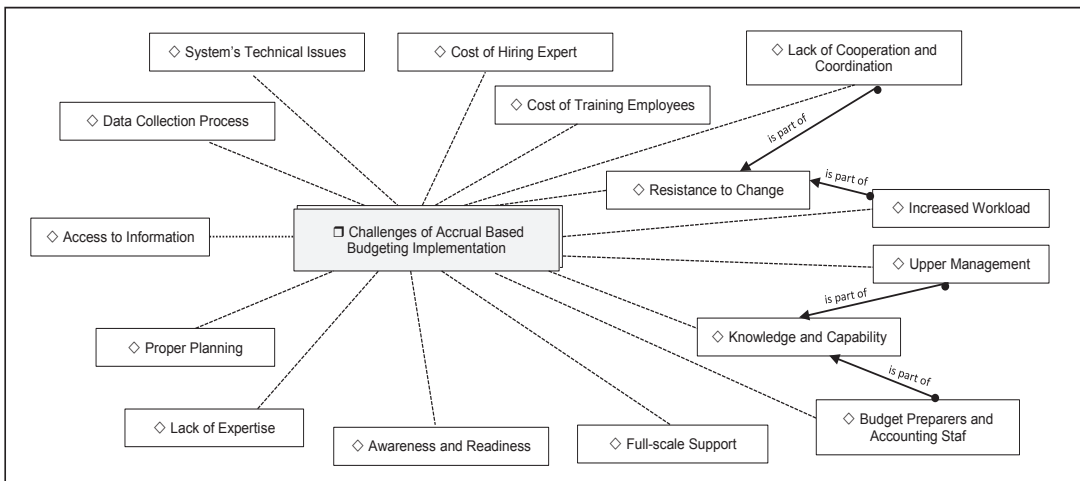 ◇ System's Technical Issues
◇ Cost of Hiring Expert
◇ Lack of Cooperation and
Coordination
◇ Data Collection Process
◇ Cost of Training Employees
is part of
◇ Resistance to Change
is part of
◇ Increased Workload
◇ Access to Information
❒ Challenges of Accrual Based
Budgeting Implementation
◇ Upper Management
is part of
◇ Proper Planning
◇ Knowledge and Capability
is part of
◇ Lack of Expertise
◇ Awareness and Readiness
◇ Full-scale Support
◇ Budget Preparers and
Accounting Staf